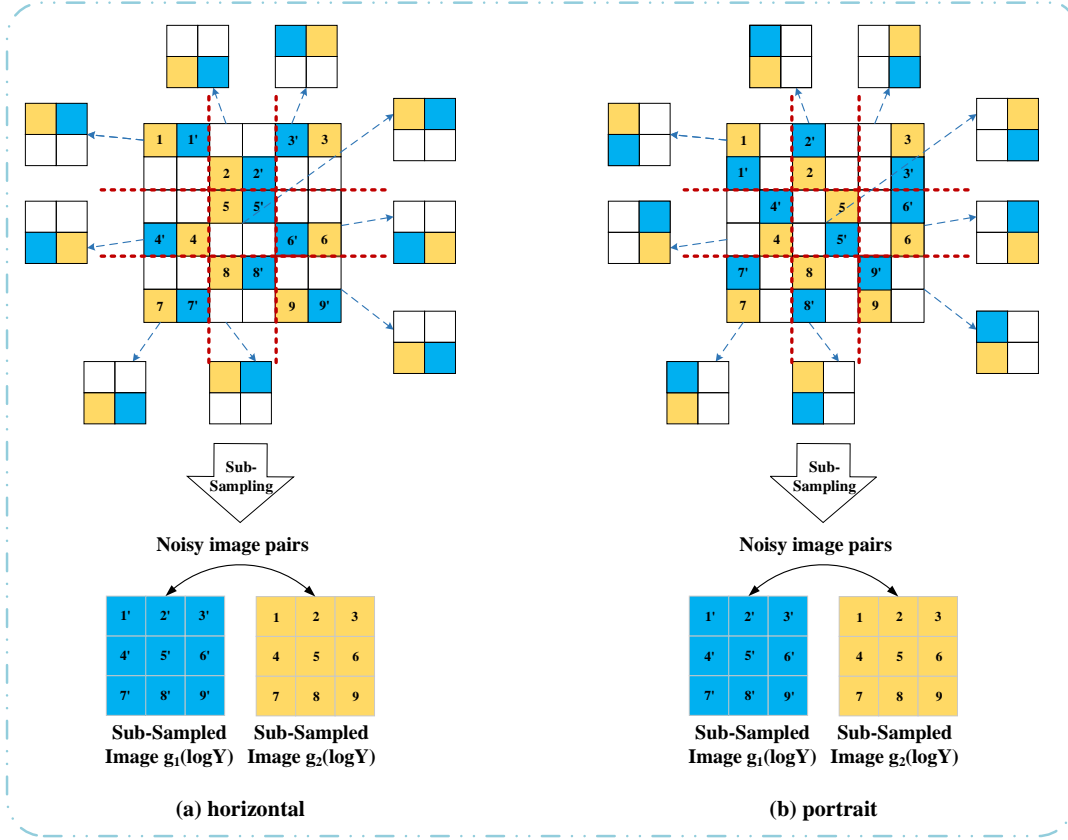 1 1' 3' 3
2 2'
5 5'
4' 4 6' 6
8 8'
7 7' 9 9'
Sub-
Sampling
Noisy image pairs
1' 2' 3'
4' 5' 6'
7' 8' 9'
1 2 3
4 5 6
7 8 9
Sub-Sampled
Image g₁(logY)
Sub-Sampled
Image g₂(logY)
(a) horizontal
1 2' 3
1' 2 3'
4' 5 6'
4 5' 6
7' 8 9'
7 8' 9
Sub-
Sampling
Noisy image pairs
1' 2' 3'
4' 5' 6'
7' 8' 9'
1 2 3
4 5 6
7 8 9
Sub-Sampled
Image g₁(logY)
Sub-Sampled
Image g₂(logY)
(b) portrait